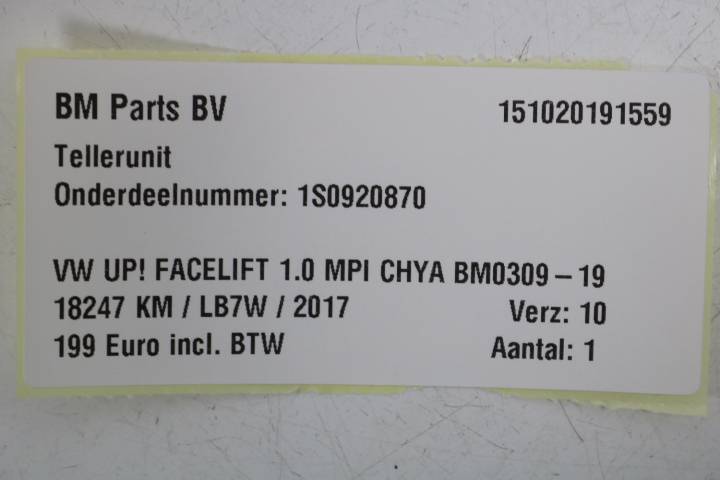 BM Parts BV 151020191559
Tellerunit
Onderdeelnummer: 1S0920870
VW UP! FACELIFT 1.0 MPI CHYA BM0309 – 19
18247 KM / LB7W / 2017 Verz: 10
199 Euro incl. BTW Aantal: 1